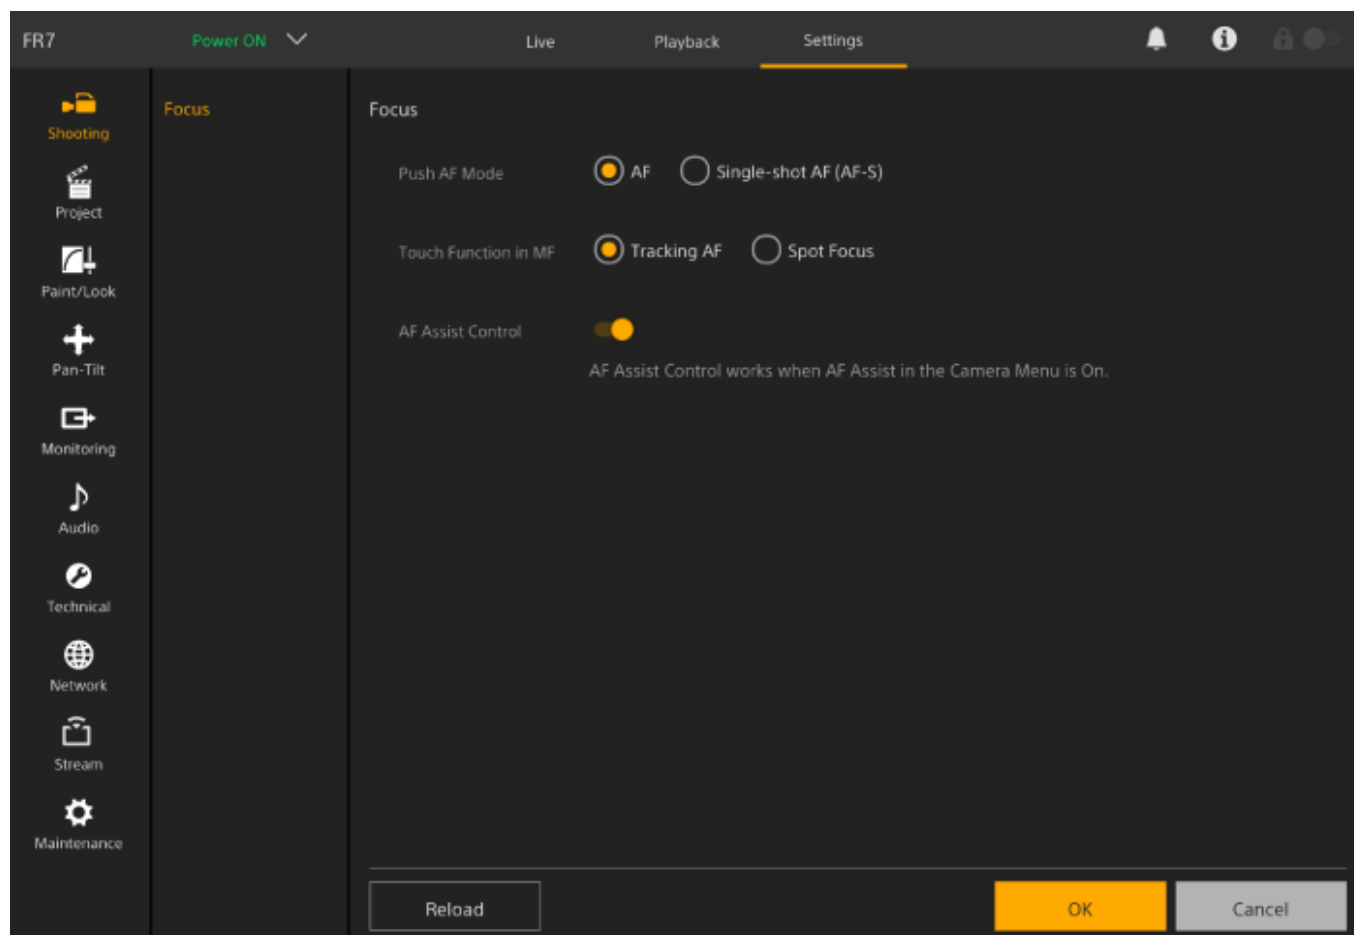 FR7
Power ON
Live
Playback
Settings
Shooting
Project
Paint/Look
Pan-Tilt
Monitoring
Audio
Technical
Network
Stream
Maintenance
Focus
Focus
Push AF Mode
AF
Single-shot AF (AF-S)
Touch Function in MF
Tracking AF
Spot Focus
AF Assist Control
AF Assist Control works when AF Assist in the Camera Menu is On.
Reload
OK
Cancel